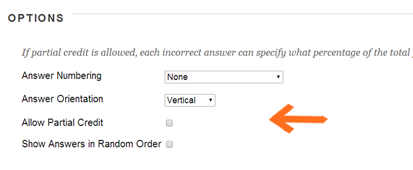 OPTIONS
If partial credit is allowed, each incorrect answer can specify what percentage of the total
Answer Numbering None
Answer Orientation Vertical
Allow Partial Credit
Show Answers in Random Order